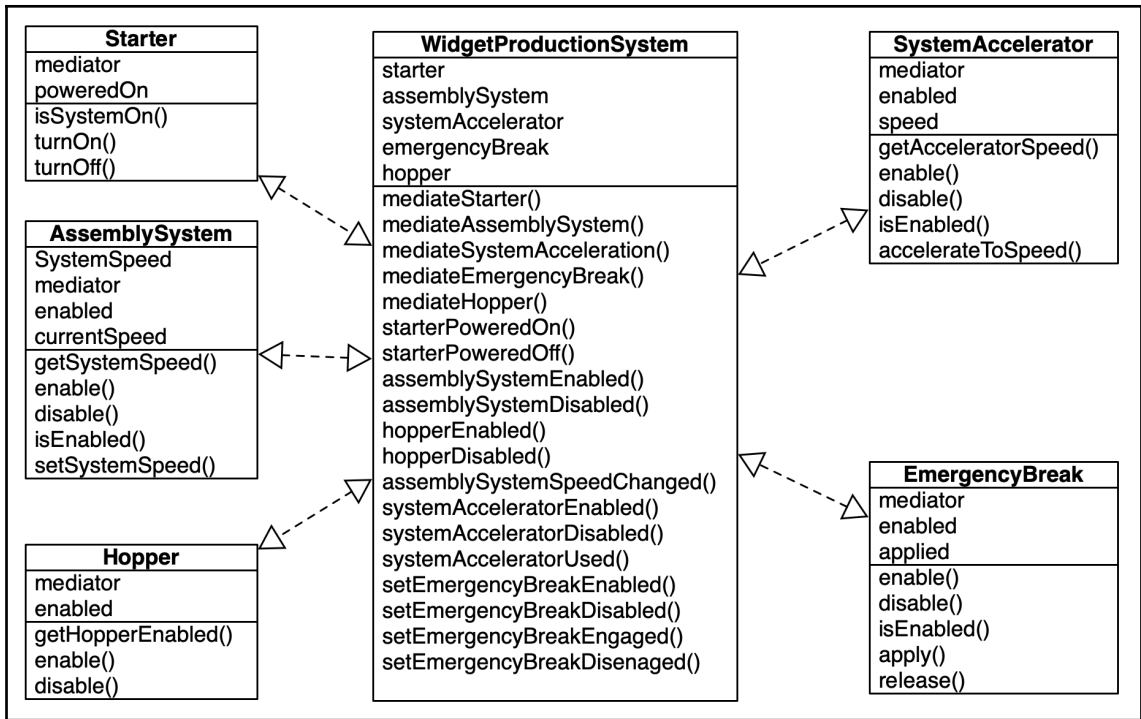 Starter
mediator
poweredOn
isSystemOn()
turnOn()
turnOff()
AssemblySystem
SystemSpeed
mediator
enabled
currentSpeed
getSystemSpeed()
enable()
disable()
isEnabled()
setSystemSpeed()
Hopper
mediator
enabled
getHopperEnabled()
enable()
disable()
WidgetProductionSystem
starter
assemblySystem
systemAccelerator
emergencyBreak
hopper
mediateStarter()
mediateAssemblySystem()
mediateSystemAcceleration()
mediateEmergencyBreak()
mediateHopper()
starterPoweredOn()
starterPoweredOff()
assemblySystemEnabled()
assemblySystemDisabled()
hopperEnabled()
hopperDisabled()
assemblySystemSpeedChanged()
systemAcceleratorEnabled()
systemAcceleratorDisabled()
systemAcceleratorUsed()
setEmergencyBreakEnabled()
setEmergencyBreakDisabled()
setEmergencyBreakEngaged()
setEmergencyBreakDisenaged()
SystemAccelerator
mediator
enabled
speed
getAcceleratorSpeed()
enable()
disable()
isEnabled()
accelerateToSpeed()
EmergencyBreak
mediator
enabled
applied
enable()
disable()
isEnabled()
apply()
release()